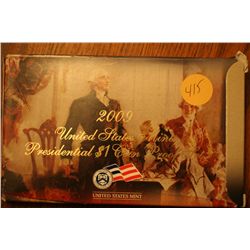 2009
United States Mint
Presidential $1 Coin Proof
415
UNITED STATES MINT